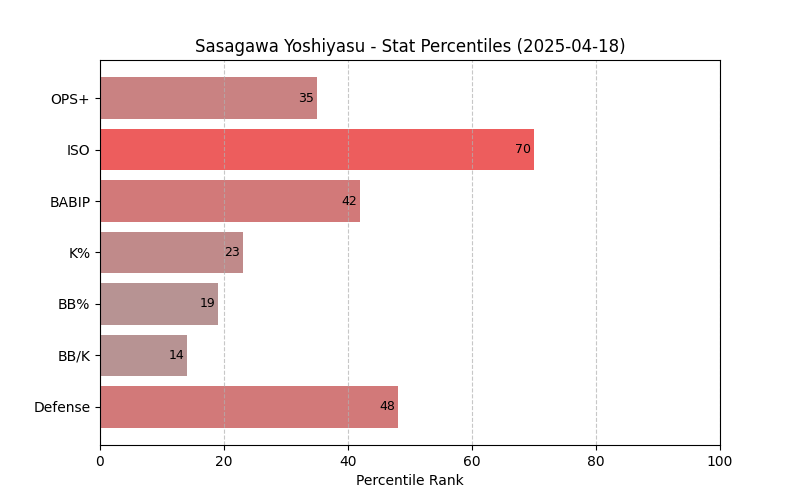 Sasagawa Yoshiyasu - Stat Percentiles (2025-04-18)
OPS+ 35
ISO 70
BABIP 42
K% 23
BB% 19
BB/K 14
Defense 48
0 20 40 60 80 100
Percentile Rank